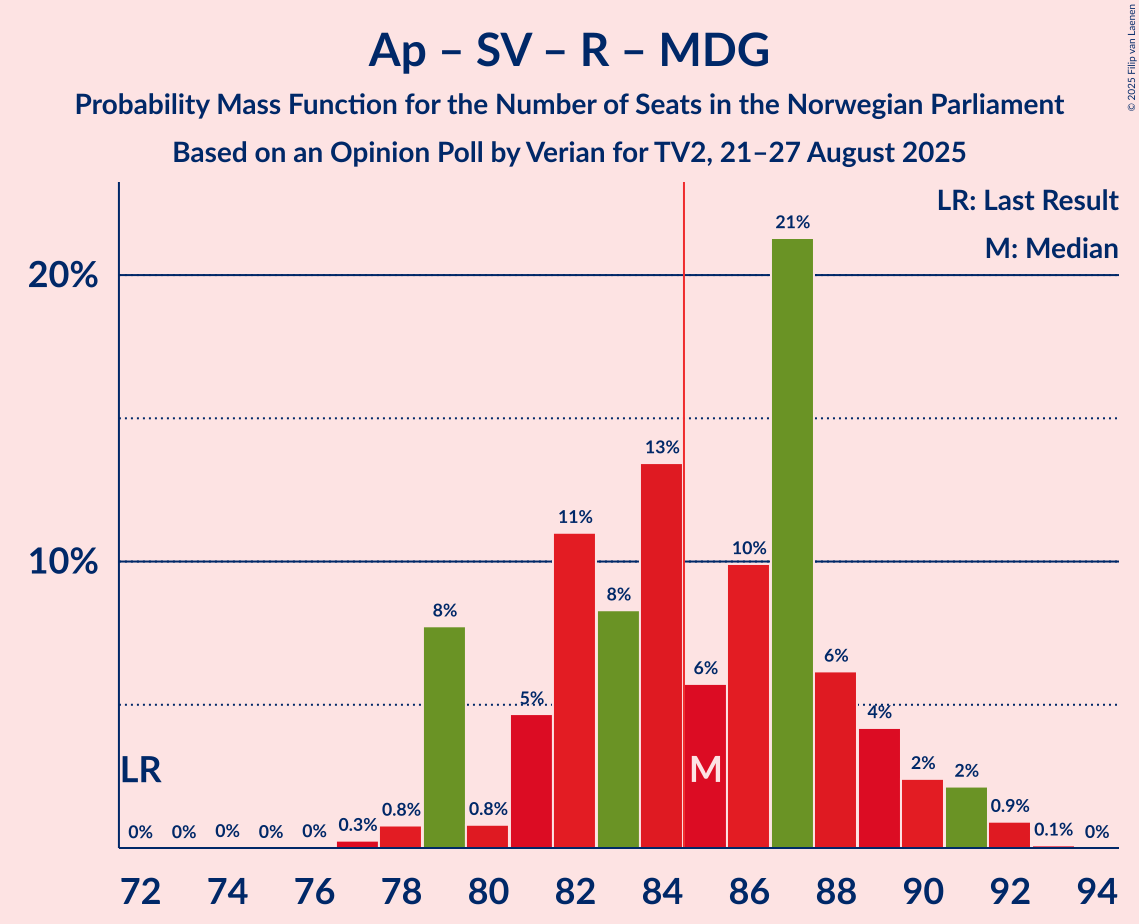 Ap – SV – R – MDG
Probability Mass Function for the Number of Seats in the Norwegian Parliament
Based on an Opinion Poll by Verian for TV2, 21–27 August 2025
© 2025 Filip van Laenen
LR: Last Result
M: Median
20%
10%
0% 0% 0% 0% 0% 0.3% 0.8% 8% 0.8% 5% 11% 8% 13% 6% 10% 21% 6% 4% 2% 2% 0.9% 0.1% 0%
LR
M
72 74 76 78 80 82 84 86 88 90 92 94